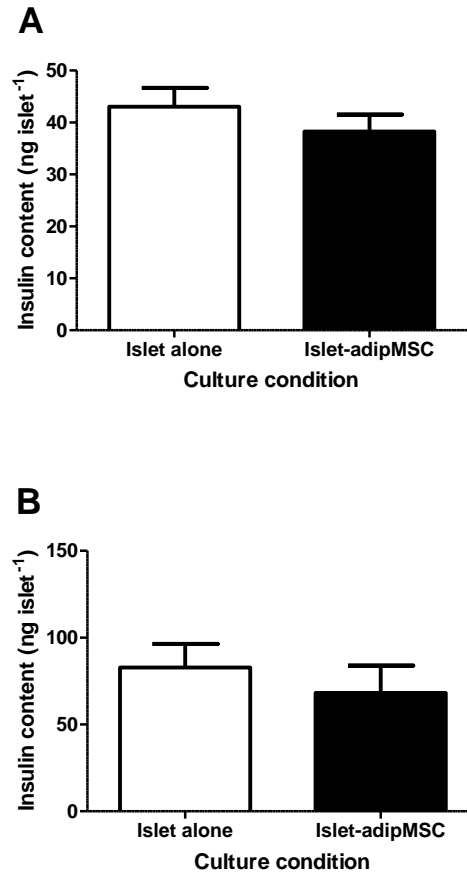 A
Insulin content (ng islet⁻¹)
50
40
30
20
10
0
Islet alone
Islet-adipMSC
Culture condition
B
Insulin content (ng islet⁻¹)
150
100
50
0
Islet alone
Islet-adipMSC
Culture condition